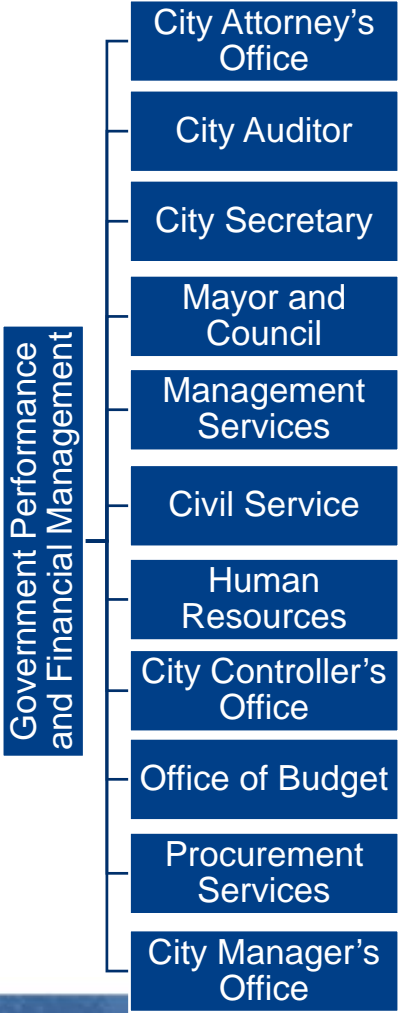 Government Performance
and Financial Management
City Attorney's
Office
City Auditor
City Secretary
Mayor and
Council
Management
Services
Civil Service
Human
Resources
City Controller's
Office
Office of Budget
Procurement
Services
City Manager's
Office